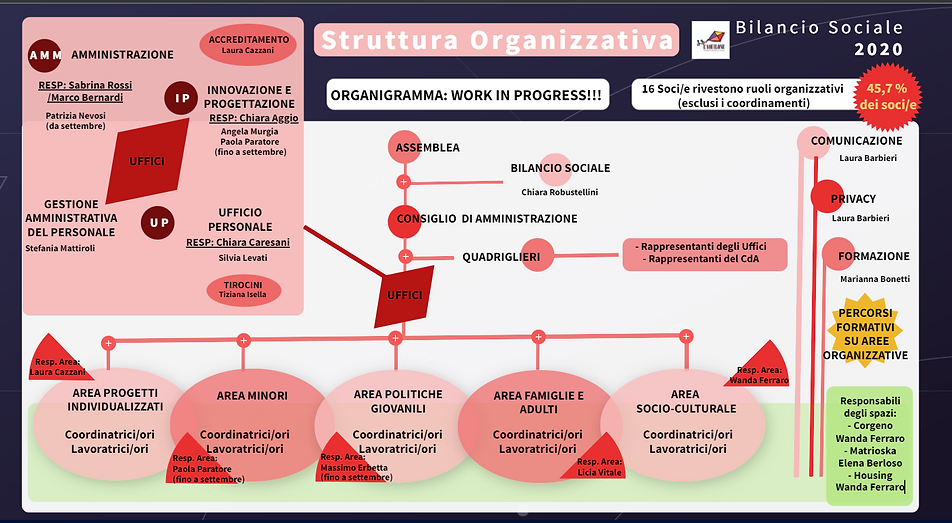 Struttura Organizzativa
Bilancio Sociale
2020
ORGANIGRAMMA: WORK IN PROGRESS!!!
16 Soci/e rivestono ruoli organizzativi
(esclusi i coordinamenti)
45,7 %
dei soci/e
AMM
AMMINISTRAZIONE
RESP: Sabrina Rossi
/Marco Bernardi
Patrizia Nevosi
(da settembre)
ACCREDITAMENTO
Laura Cazzani
IP
INNOVAZIONE E
PROGETTAZIONE
RESP: Chiara Aggio
Angela Murgia
Paola Paratore
(fino a settembre)
UFFICI
GESTIONE
AMMINISTRATIVA
DEL PERSONALE
Stefania Mattiroli
UP
UFFICIO
PERSONALE
RESP: Chiara Caresani
Silvia Levati
TIROCINI
Tiziana Isella
ASSEMBLEA
BILANCIO SOCIALE
Chiara Robustellini
CONSIGLIO DI AMMINISTRAZIONE
QUADRIGLIERI
- Rappresentanti degli Uffici
- Rappresentanti del CdA
UFFICI
COMUNICAZIONE
Laura Barbieri
PRIVACY
Laura Barbieri
FORMAZIONE
Marianna Bonetti
PERCORSI
FORMATIVI
SU AREE
ORGANIZZATIVE
Resp. Area:
Laura Cazzani
AREA PROGETTI
INDIVIDUALIZZATI
Coordinatrici/ori
Lavoratrici/ori
AREA MINORI
Coordinatrici/ori
Lavoratrici/ori
Resp. Area:
Paola Paratore
(fino a settembre)
AREA POLITICHE
GIOVANILI
Coordinatrici/ori
Lavoratrici/ori
Resp. Area:
Massimo Erbetta
(fino a settembre)
AREA FAMIGLIE E
ADULTI
Coordinatrici/ori
Lavoratrici/ori
Resp. Area:
Licia Vitale
Resp. Area:
Wanda Ferraro
AREA
SOCIO-CULTURALE
Coordinatrici/ori
Lavoratrici/ori
Responsabili
degli spazi:
- Corgeno
Wanda Ferraro
- Matrioska
Elena Berloso
- Housing
Wanda Ferraro